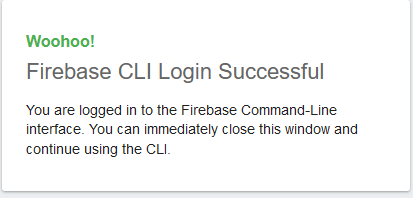 Woohoo!
Firebase CLI Login Successful
You are logged in to the Firebase Command-Line
interface. You can immediately close this window and
continue using the CLI.